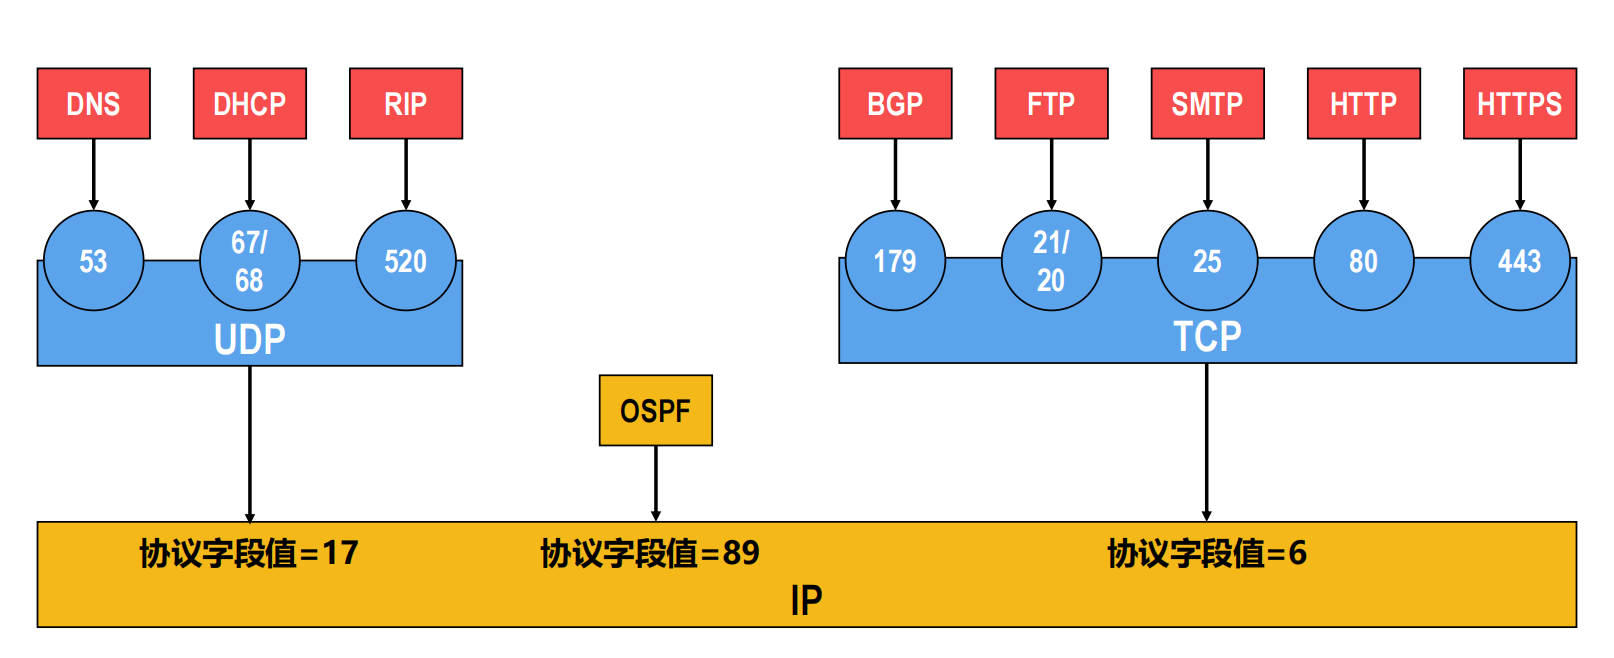 DNS
DHCP
RIP
BGP
FTP
SMTP
HTTP
HTTPS
53
67/
68
520
179
21/
20
25
80
443
UDP
TCP
OSPF
协议字段值=17
协议字段值=89
协议字段值=6
IP